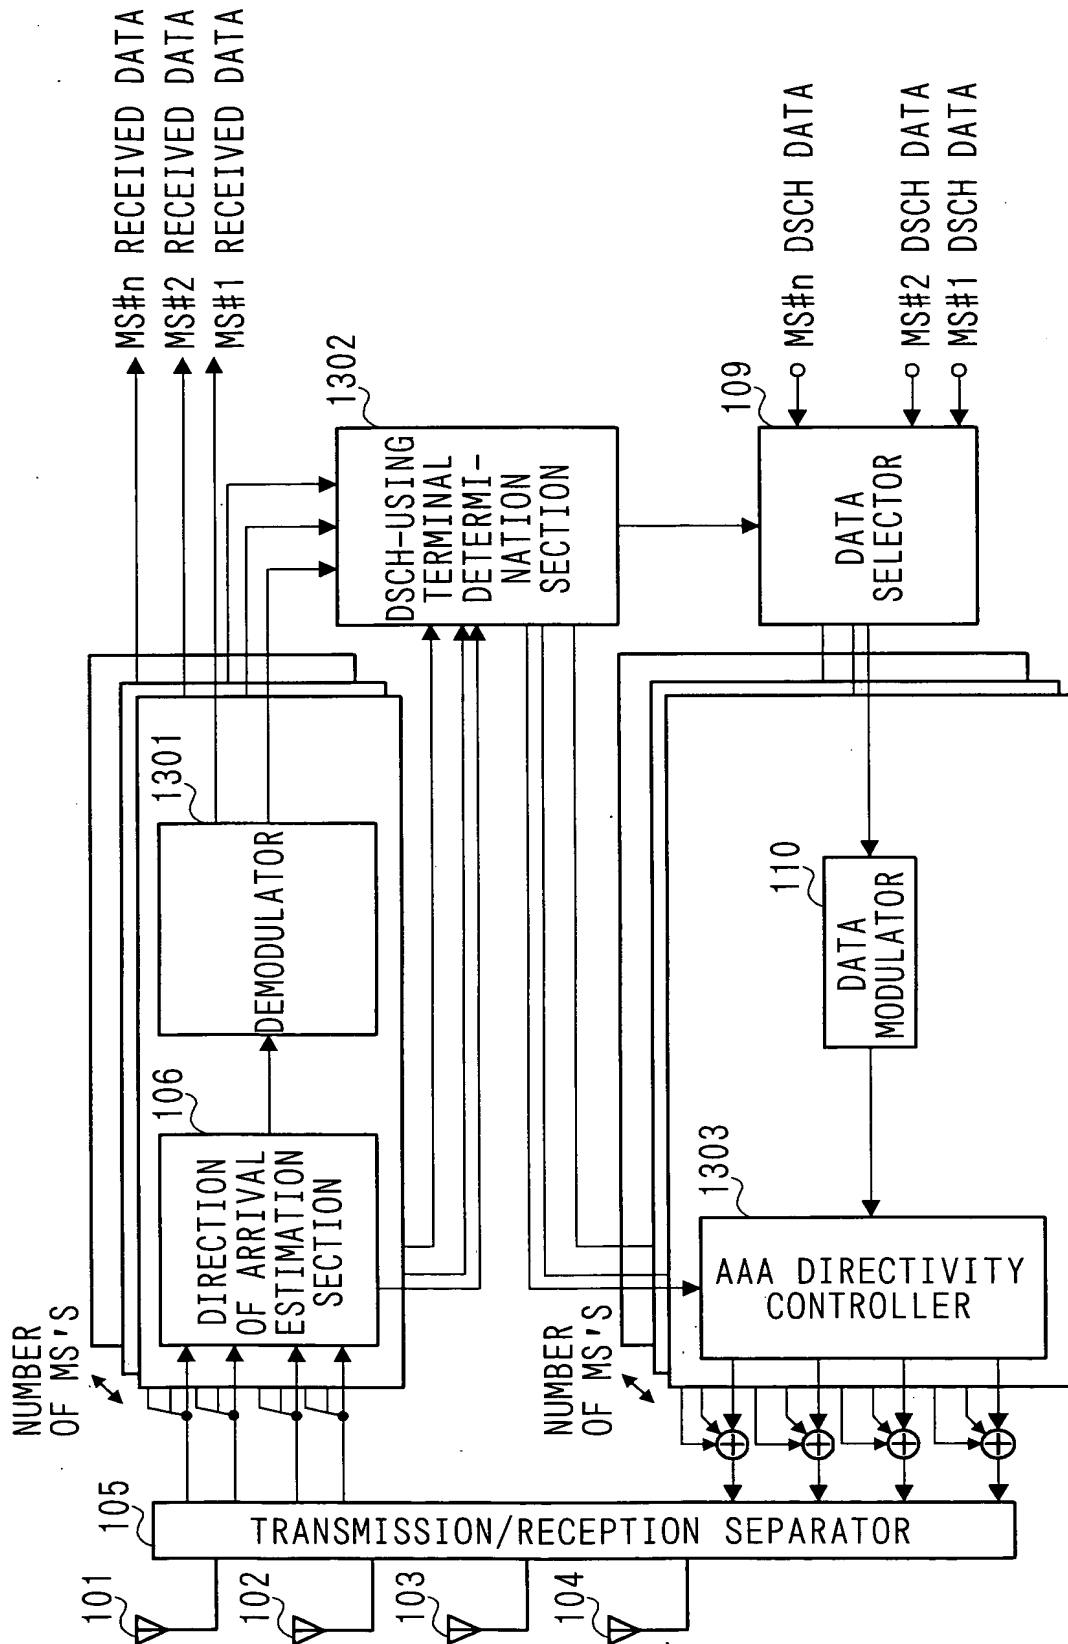 101
102
103
104
105
TRANSMISSION/RECEPTION SEPARATOR
NUMBER
OF MS'S
106
DIRECTION
OF ARRIVAL
ESTIMATION
SECTION
1301
DEMODULATOR
MS#n RECEIVED DATA
MS#2 RECEIVED DATA
MS#1 RECEIVED DATA
1302
DSCH-USING
TERMINAL
DETERMI-
NATION
SECTION
NUMBER
OF MS'S
1303
AAA DIRECTIVITY
CONTROLLER
110
DATA
MODULATOR
109
DATA
SELECTOR
MS#n DSCH DATA
MS#2 DSCH DATA
MS#1 DSCH DATA